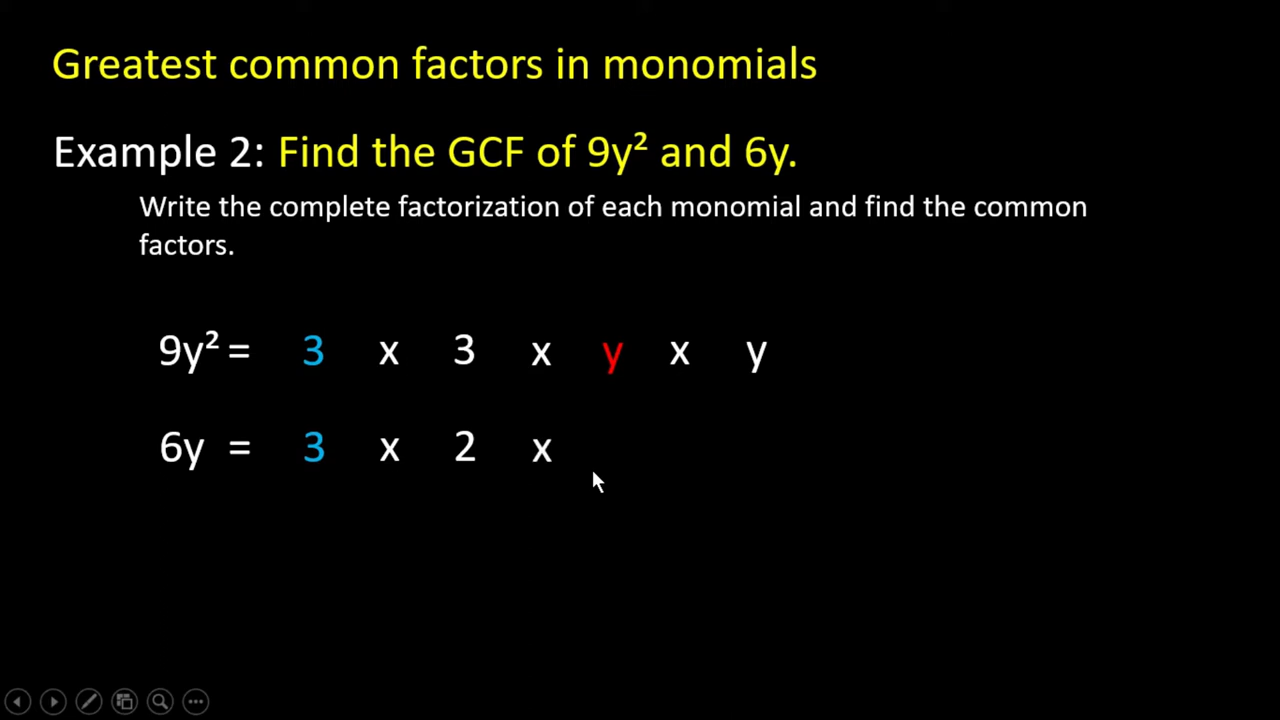 Greatest common factors in monomials
Example 2: Find the GCF of 9y² and 6y.
Write the complete factorization of each monomial and find the common
factors.
9y² = 3 x 3 x y x y
6y = 3 x 2 x